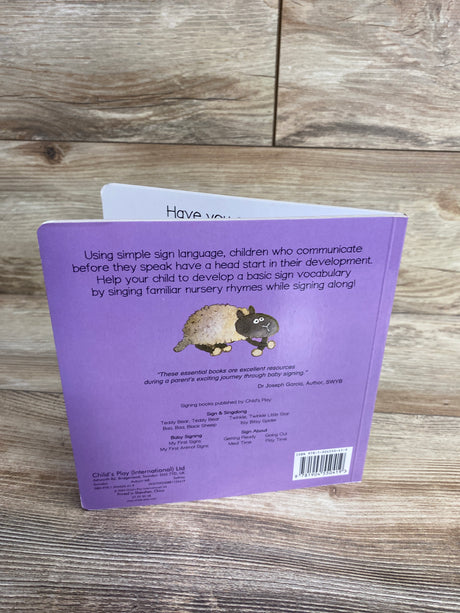 Have you
Using simple sign language, children who communicate
before they speak have a head start in their development.
Help your child to develop a basic sign vocabulary
by singing familiar nursery rhymes while signing along!
"These essential books are excellent resources
during a parent's exciting journey through baby signing."
Dr Joseph Garcia, Author, SWYB
Signing books published by Child's Play
Sign & Singalong
Teddy Bear, Teddy Bear Twinkle, Twinkle Little Star
Baa, Baa, Black Sheep Itsy Bitsy Spider
Baby Signing Sign About
My First Signs Getting Ready Going Out
My First Animal Signs Meal Time Play Time
Child's Play (International) Ltd